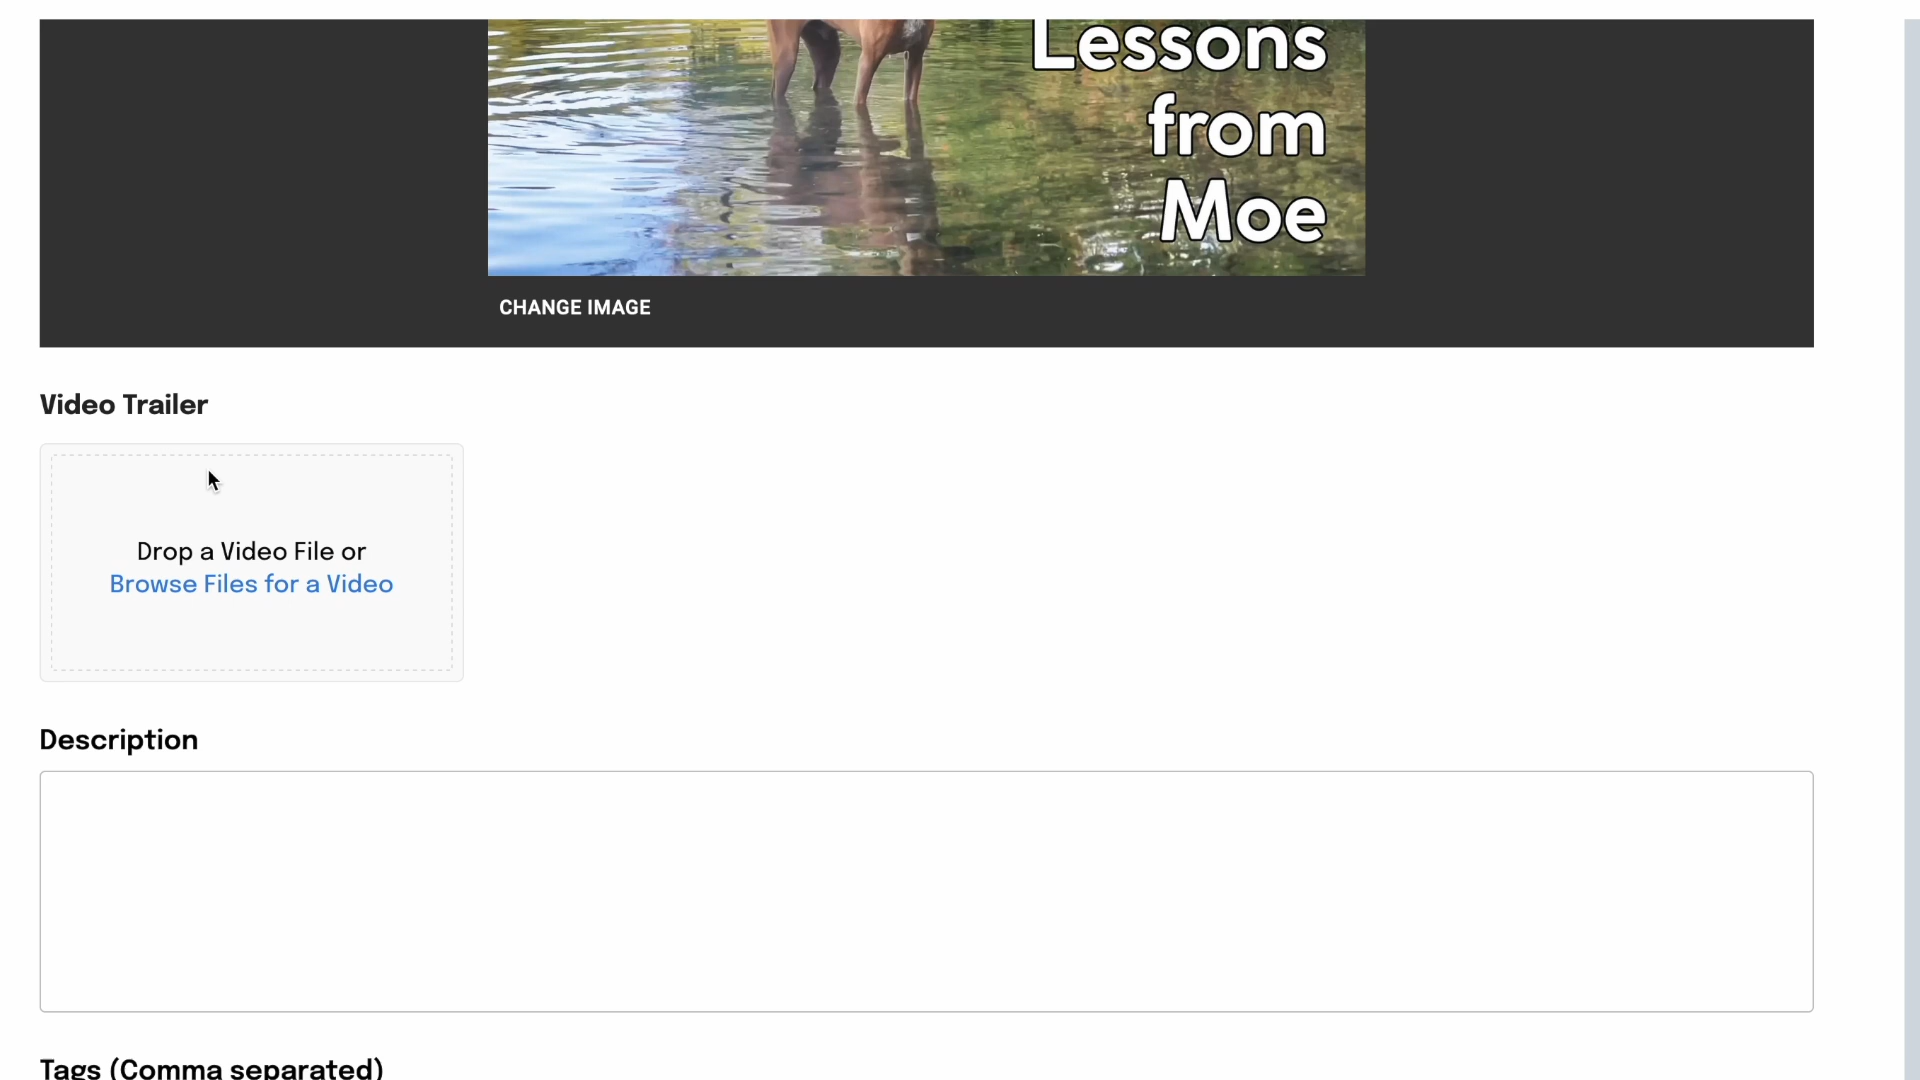 Lessons
from
Moe
CHANGE IMAGE
Video Trailer
Drop a Video File or
Browse Files for a Video
Description
Tags (Comma separated)